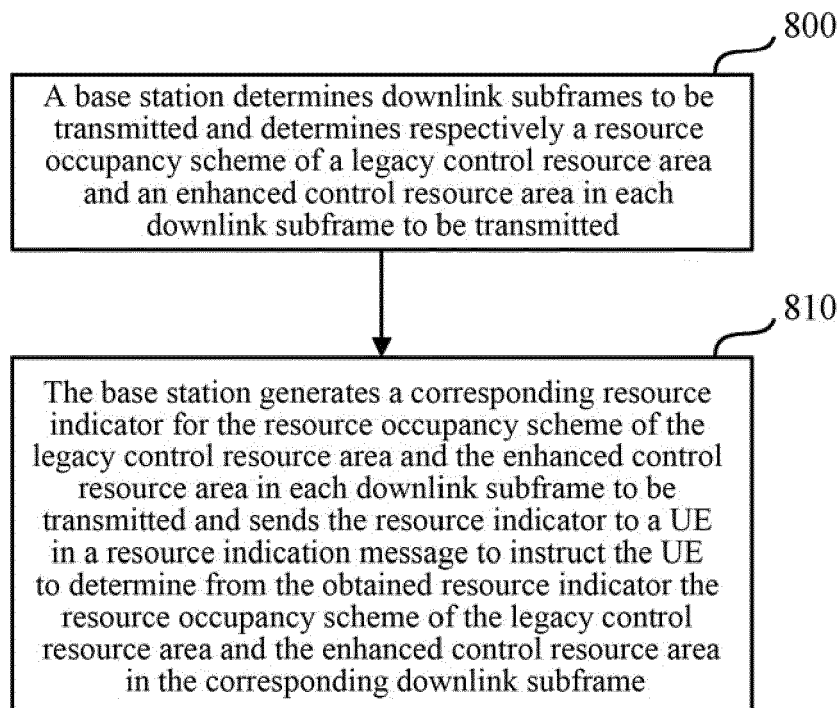 800
A base station determines downlink subframes to be
transmitted and determines respectively a resource
occupancy scheme of a legacy control resource area
and an enhanced control resource area in each
downlink subframe to be transmitted
810
The base station generates a corresponding resource
indicator for the resource occupancy scheme of the
legacy control resource area and the enhanced control
resource area in each downlink subframe to be
transmitted and sends the resource indicator to a UE
in a resource indication message to instruct the UE
to determine from the obtained resource indicator the
resource occupancy scheme of the legacy control
resource area and the enhanced control resource area
in the corresponding downlink subframe